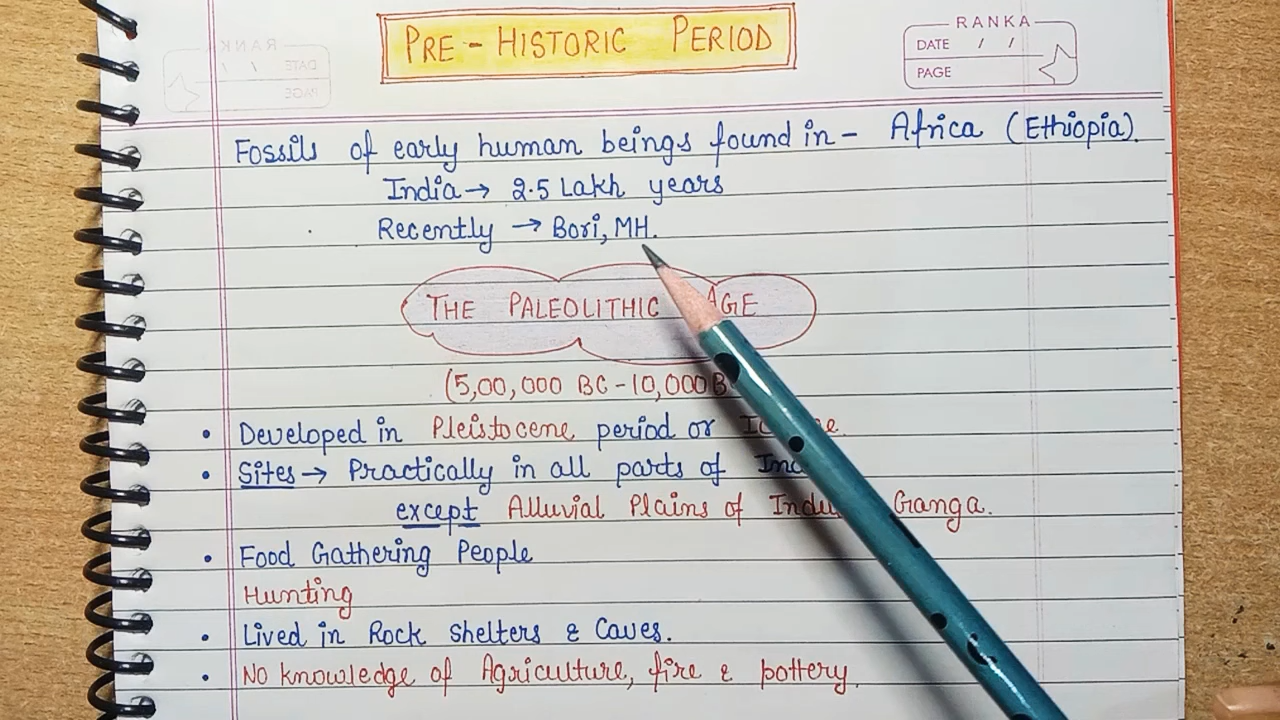 PRE - HISTORIC PERIOD
RANKA
DATE / /
PAGE
Fossils of early human beings found in - Africa (Ethiopia).
India → 2.5 Lakh years
Recently → Bori, MH.
THE PALEOLITHIC AGE
(5,00,000 BC - 10,000 B
• Developed in Pleistocene period or
• Sites → Practically in all parts of
except Alluvial Plains of Ganga.
• Food Gathering People
Hunting
• Lived in Rock shelters & Caves.
• No knowledge of Agriculture, fire & pottery.